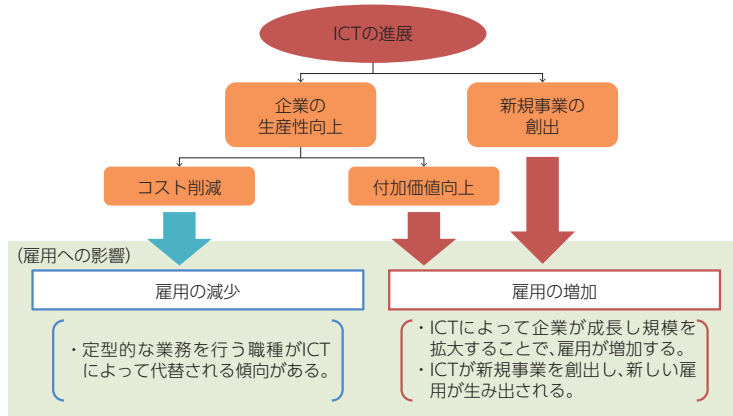 ICTの進展
企業の
生産性向上
新規事業の
創出
コスト削減
付加価値向上
(雇用への影響)
雇用の減少
雇用の増加
・定型的な業務を行う職種がICT
によって代替される傾向がある。
・ICTによって企業が成長し規模を
拡大することで、雇用が増加する。
・ICTが新規事業を創出し、新しい雇
用が生み出される。